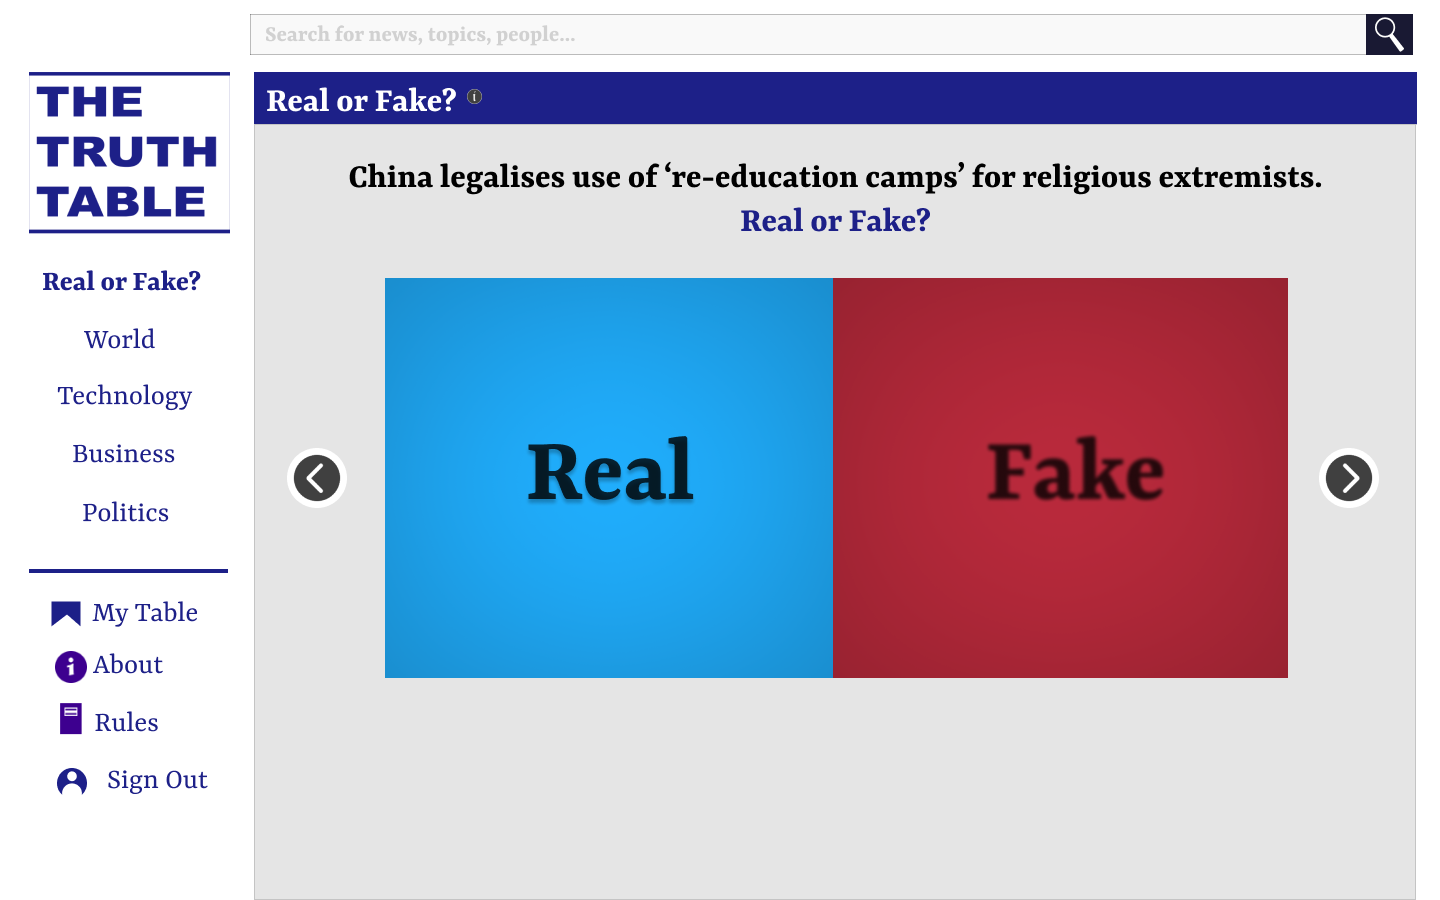 Search for news, topics, people...
THE
TRUTH
TABLE
Real or Fake?
World
Technology
Business
Politics
My Table
About
Rules
Sign Out
Real or Fake?
China legalises use of ‘re-education camps’ for religious extremists.
Real or Fake?
Real
Fake